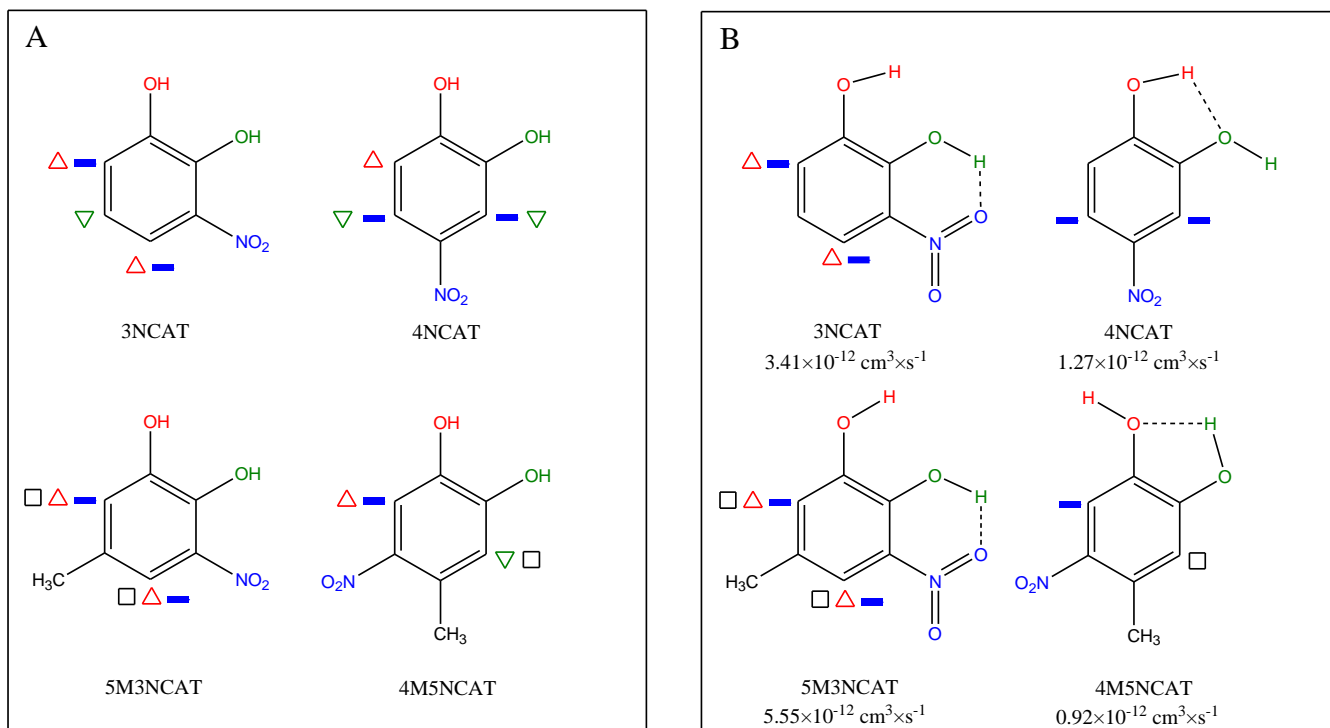 A
OH
OH
NO2
3NCAT
OH
OH
NO2
4NCAT
OH
OH
H3C
NO2
5M3NCAT
OH
OH
O2N
CH3
4M5NCAT
B
O
H
O
H
O
N
O
3NCAT
3.41×10-12 cm3×s-1
O
H
O
H
NO2
4NCAT
1.27×10-12 cm3×s-1
O
H
O
H
O
H3C
N
O
5M3NCAT
5.55×10-12 cm3×s-1
H
O
H
O
O2N
CH3
4M5NCAT
0.92×10-12 cm3×s-1